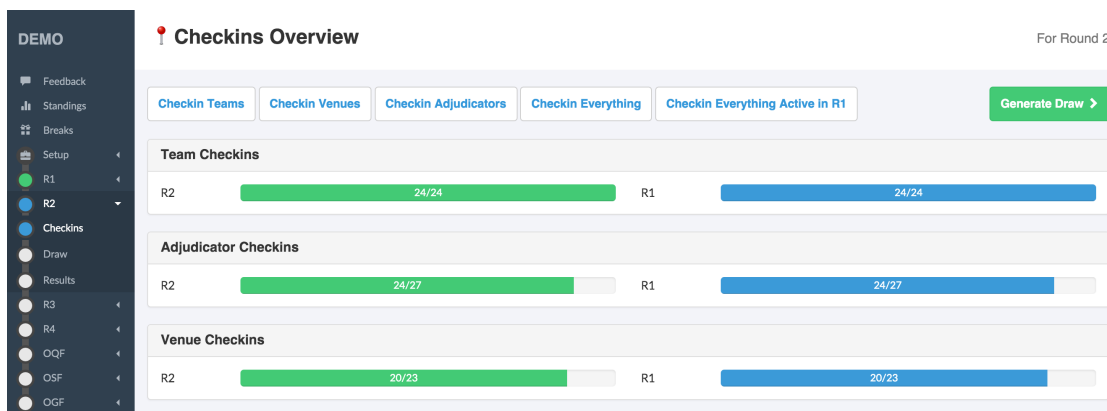 DEMO
Feedback
Standings
Breaks
Setup
R1
R2
Checkins
Draw
Results
R3
R4
OQF
OSF
OGF
Checkins Overview
For Round 2
Checkin Teams
Checkin Venues
Checkin Adjudicators
Checkin Everything
Checkin Everything Active in R1
Generate Draw
Team Checkins
R2 24/24 R1 24/24
Adjudicator Checkins
R2 24/27 R1 24/27
Venue Checkins
R2 20/23 R1 20/23